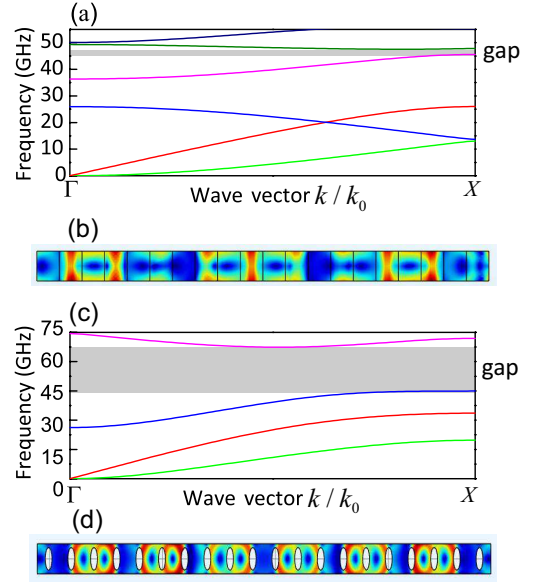 (a)
Frequency (GHz)
50
40
30
20
10
0
gap
Γ
Wave vector k / k0
X
(b)
(c)
Frequency (GHz)
75
60
45
30
15
0
gap
Γ
Wave vector k / k0
X
(d)